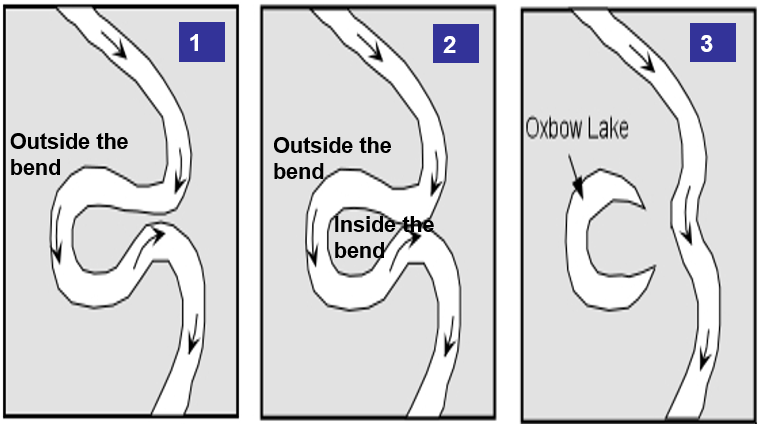 1
Outside the
bend
2
Outside the
bend
Inside the
bend
3
Oxbow Lake